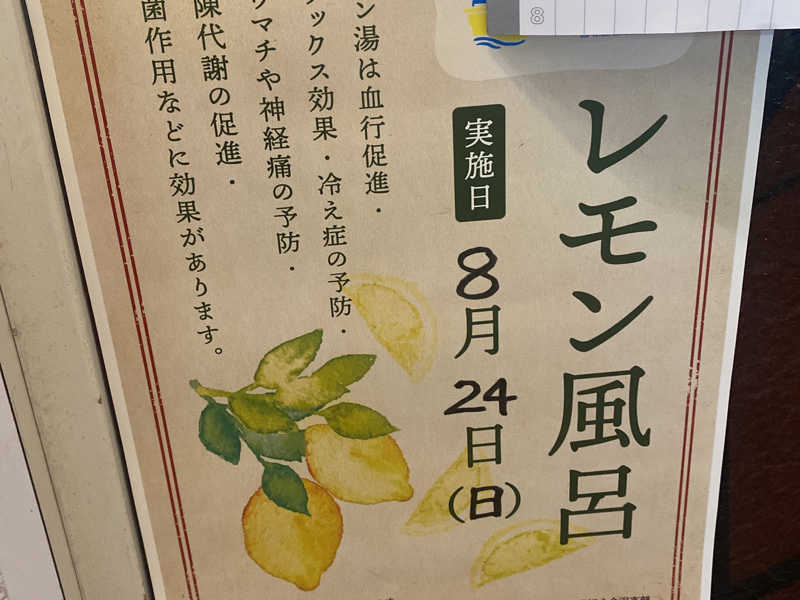 レモン風呂
実施日
8月24日(日)
ン湯は血行促進・
ックス効果・冷え症の予防・
ウマチや神経痛の予防・
陳代謝の促進・
菌作用などに効果があります。
8